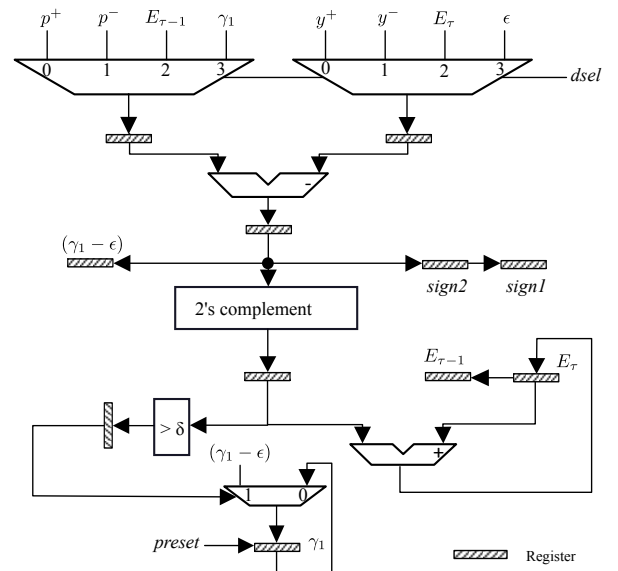 p⁺ p⁻ E_{τ−1} γ₁ y⁺ y⁻ E_τ ϵ
0 1 2 3 0 1 2 3 dsel
-
(γ₁ − ϵ)
sign2 sign1
2's complement
E_{τ−1} E_τ
> δ
+
(γ₁ − ϵ)
1 0
preset γ₁
Register